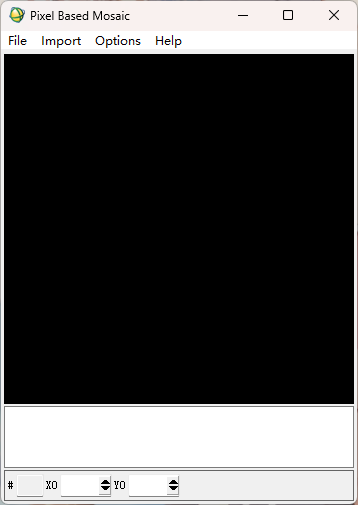 Pixel Based Mosaic
File Import Options Help
# X0 Y0